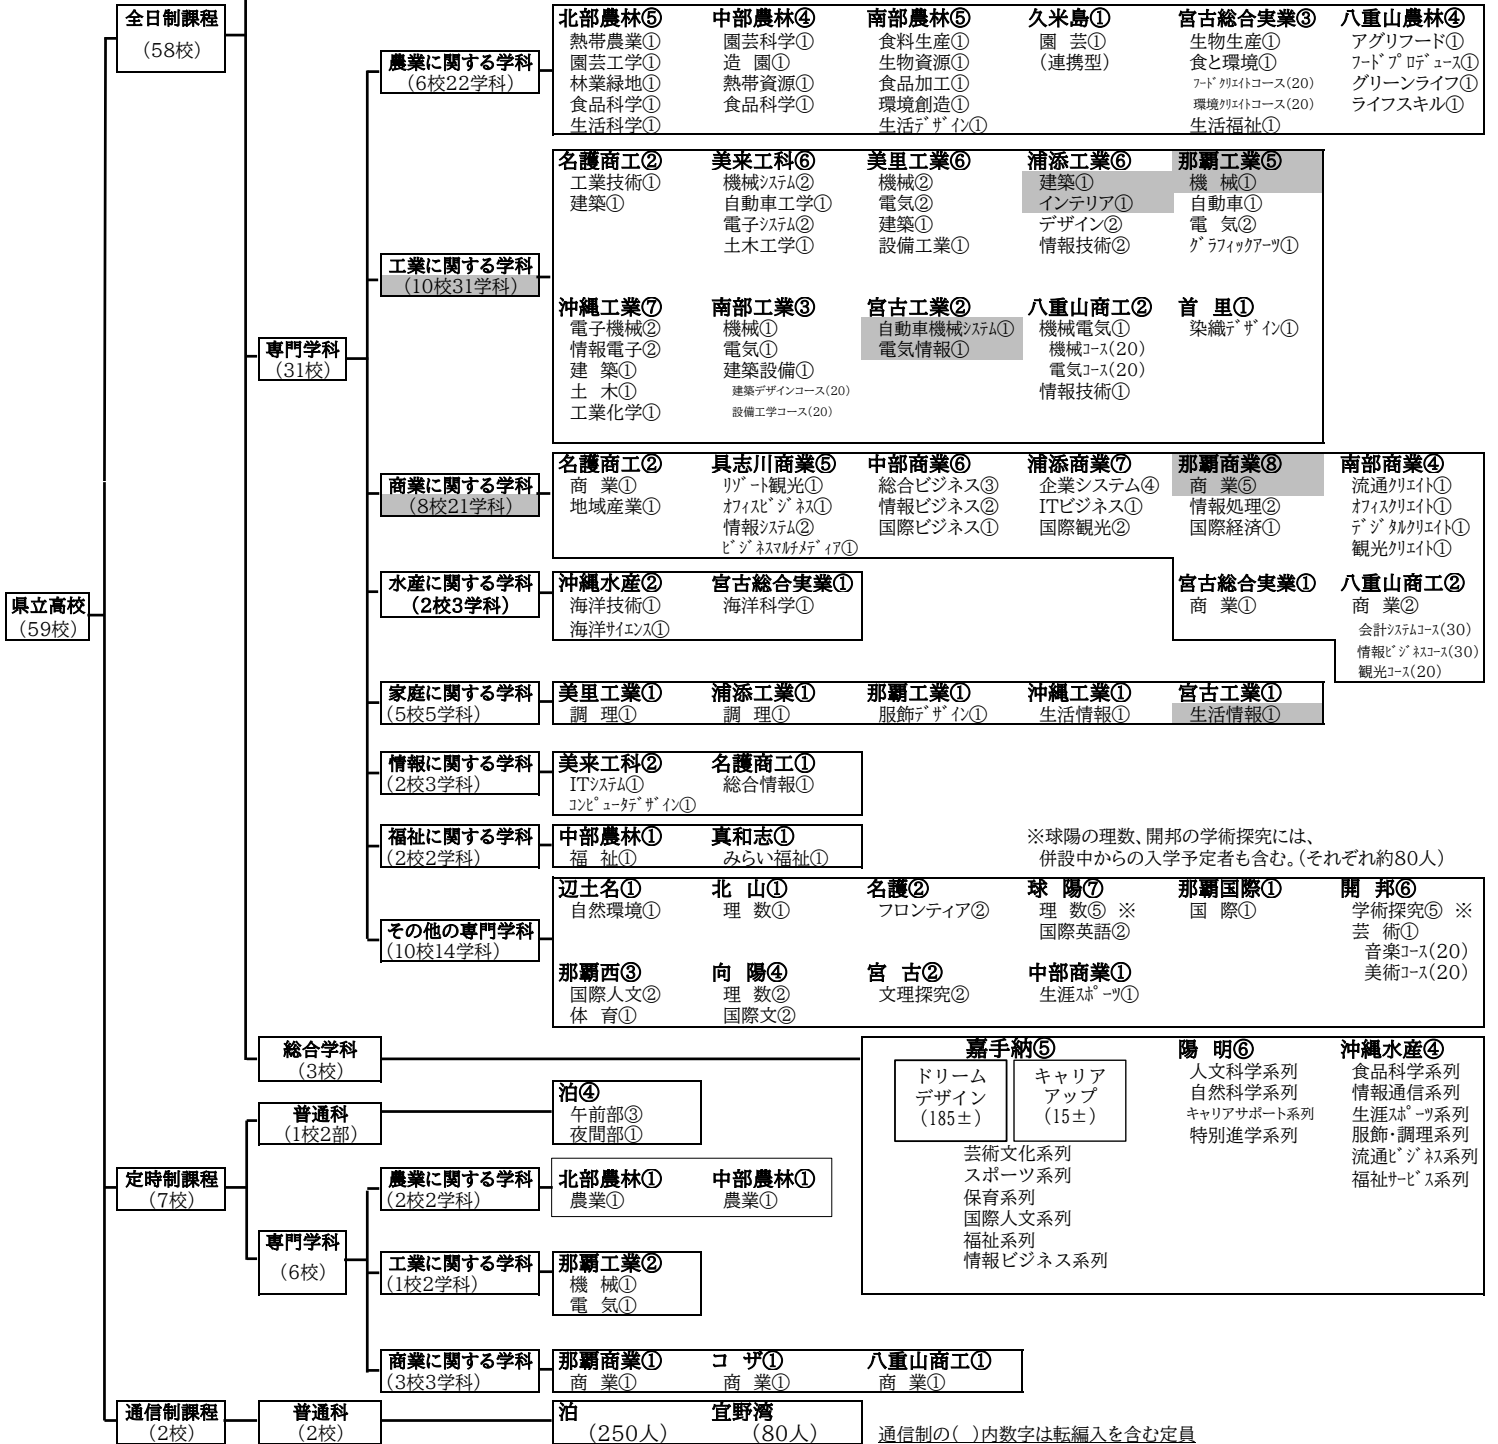 県立高校
(59校)
全日制課程
(58校)
専門学科
(31校)
農業に関する学科
(6校22学科)
北部農林⑤
熱帯農業①
園芸工学①
林業緑地①
食品科学①
生活科学①
中部農林④
園芸科学①
造 園①
熱帯資源①
食品科学①
南部農林⑤
食料生産①
生物資源①
食品加工①
環境創造①
生活デザイン①
久米島①
園 芸①
(連携型)
宮古総合実業③
生物生産①
食と環境①
フードクリエイトコース(20)
環境クリエイトコース(20)
生活福祉①
八重山農林④
アグリフード①
フードプロデュース①
グリーンライフ①
ライフスキル①
工業に関する学科
(10校31学科)
名護商工②
工業技術①
建築①
美来工科⑥
機械システム②
自動車工学①
電子システム②
土木工学①
美里工業⑥
機械②
電気②
建築①
設備工業①
浦添工業⑥
建築①
インテリア①
デザイン②
情報技術②
那覇工業⑤
機 械①
自動車①
電 気②
グラフィックアーツ①
沖縄工業⑦
電子機械②
情報電子②
建 築①
土 木①
工業化学①
南部工業③
機械①
電気①
建築設備①
建築デザインコース(20)
設備工学コース(20)
宮古工業②
自動車機械システム①
電気情報①
八重山商工②
機械電気①
機械コース(20)
電気コース(20)
情報技術①
首 里①
染織デザイン①
商業に関する学科
(8校21学科)
名護商工②
商 業①
地域産業①
具志川商業⑤
リゾート観光①
オフィスビジネス①
情報システム②
ビジネスマルチメディア①
中部商業⑥
総合ビジネス③
情報ビジネス②
国際ビジネス①
浦添商業⑦
企業システム④
ITビジネス①
国際観光②
那覇商業⑧
商 業⑤
情報処理②
国際経済①
南部商業④
流通クリエイト①
オフィスクリエイト①
デジタルクリエイト①
観光クリエイト①
宮古総合実業①
商 業①
八重山商工②
商 業②
会計システムコース(30)
情報ビジネスコース(30)
観光コース(20)
水産に関する学科
(2校3学科)
沖縄水産②
海洋技術①
海洋サイエンス①
宮古総合実業①
海洋科学①
家庭に関する学科
(5校5学科)
美里工業①
調 理①
浦添工業①
調 理①
那覇工業①
服飾デザイン①
沖縄工業①
生活情報①
宮古工業①
生活情報①
情報に関する学科
(2校3学科)
美来工科②
ITシステム①
コンピュータデザイン①
名護商工①
総合情報①
福祉に関する学科
(2校2学科)
中部農林①
福 祉①
真和志①
みらい福祉①
※球陽の理数、開邦の学術探究には、
併設中からの入学予定者も含む。(それぞれ約80人)
その他の専門学科
(10校14学科)
辺土名①
自然環境①
北 山①
理 数①
名護②
フロンティア②
球 陽⑦
理 数⑤ ※
国際英語②
那覇国際①
国 際①
開 邦⑥
学術探究⑤ ※
芸 術①
音楽コース(20)
美術コース(20)
那覇西③
国際人文②
体 育①
向 陽④
理 数②
国際文②
宮 古②
文理探究②
中部商業①
生涯スポーツ①
総合学科
(3校)
嘉手納⑤
ドリーム
デザイン
(185±)
キャリア
アップ
(15±)
芸術文化系列
スポーツ系列
保育系列
国際人文系列
福祉系列
情報ビジネス系列
陽 明⑥
人文科学系列
自然科学系列
キャリアサポート系列
特別進学系列
沖縄水産④
食品科学系列
情報通信系列
生涯スポーツ系列
服飾・調理系列
流通ビジネス系列
福祉サービス系列
定時制課程
(7校)
普通科
(1校2部)
泊④
午前部③
夜間部①
専門学科
(6校)
農業に関する学科
(2校2学科)
北部農林①
農業①
中部農林①
農業①
工業に関する学科
(1校2学科)
那覇工業②
機 械①
電 気①
商業に関する学科
(3校3学科)
那覇商業①
商 業①
コ ザ①
商 業①
八重山商工①
商 業①
通信制課程
(2校)
普通科
(2校)
泊
(250人)
宜野湾
(80人)
通信制の( )内数字は転編入を含む定員